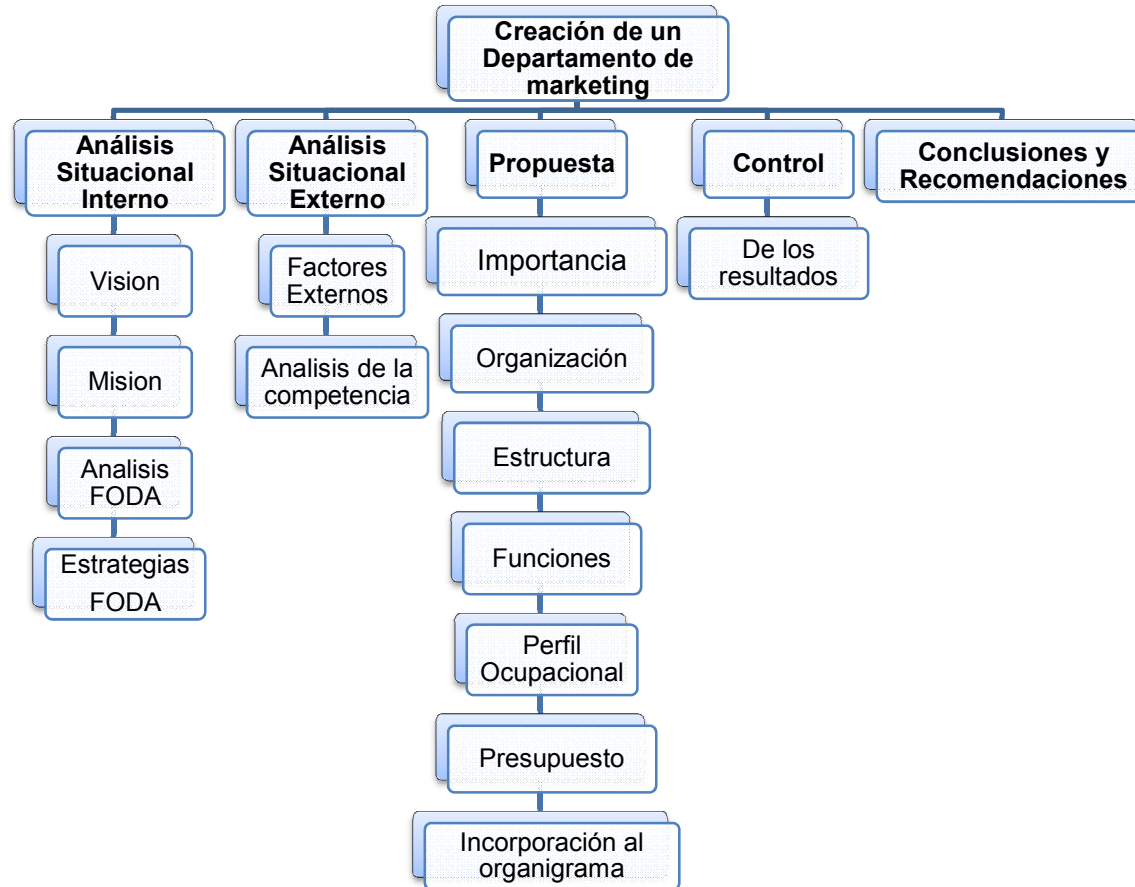 Creación de un
Departamento de
marketing
Análisis
Situacional
Interno
Vision
Mision
Analisis
FODA
Estrategias
FODA
Análisis
Situacional
Externo
Factores
Externos
Analisis de la
competencia
Propuesta
Importancia
Organización
Estructura
Funciones
Perfil
Ocupacional
Presupuesto
Incorporación al
organigrama
Control
De los
resultados
Conclusiones y
Recomendaciones